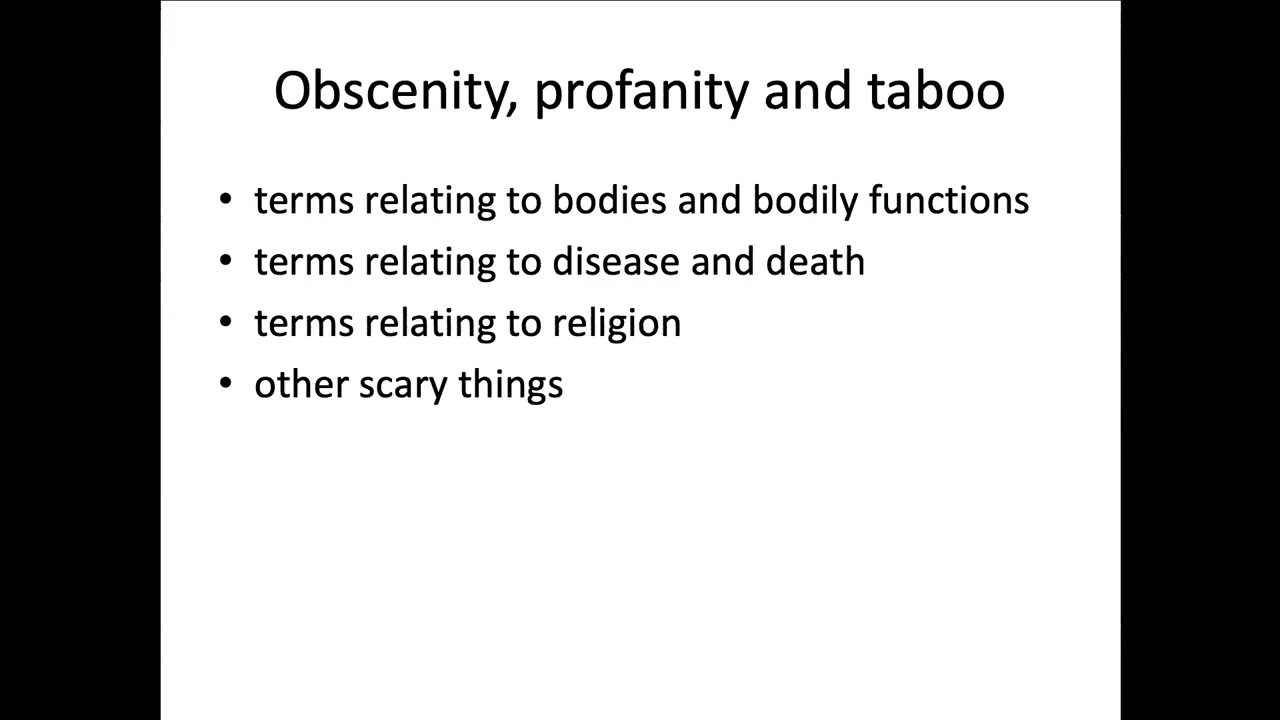 Obscenity, profanity and taboo
• terms relating to bodies and bodily functions
• terms relating to disease and death
• terms relating to religion
• other scary things